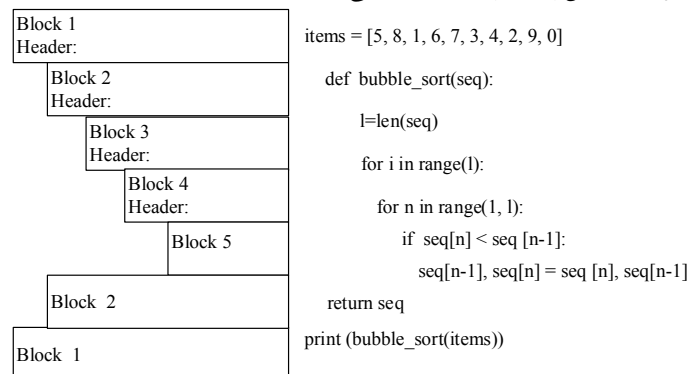 Block 1
Header:
Block 2
Header:
Block 3
Header:
Block 4
Header:
Block 5
Block 2
Block 1
items = [5, 8, 1, 6, 7, 3, 4, 2, 9, 0]
def bubble_sort(seq):
l=len(seq)
for i in range(l):
for n in range(1, l):
if seq[n] < seq [n-1]:
seq[n-1], seq[n] = seq [n], seq[n-1]
return seq
print (bubble_sort(items))